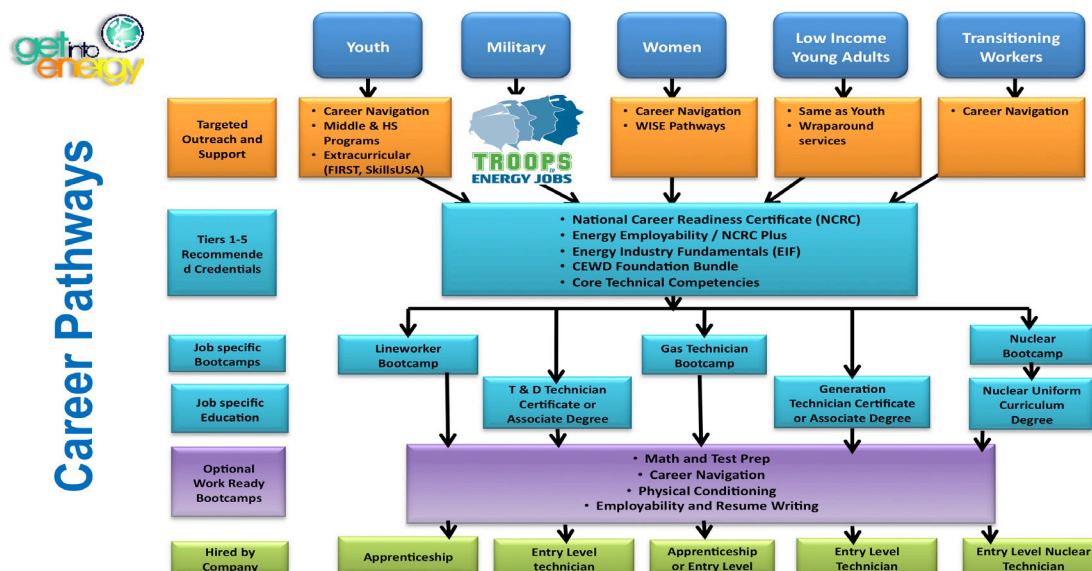 get into
energy
Career Pathways
Youth
Military
Women
Low Income
Young Adults
Transitioning
Workers
Targeted
Outreach and
Support
• Career Navigation
• Middle & HS
Programs
• Extracurricular
(FIRST, SkillsUSA)
TROOPS
to
ENERGY JOBS
• Career Navigation
• WISE Pathways
• Same as Youth
• Wraparound
services
• Career Navigation
Tiers 1-5
Recommende
d Credentials
• National Career Readiness Certificate (NCRC)
• Energy Employability / NCRC Plus
• Energy Industry Fundamentals (EIF)
• CEWD Foundation Bundle
• Core Technical Competencies
Job specific
Bootcamps
Lineworker
Bootcamp
Gas Technician
Bootcamp
Nuclear
Bootcamp
Job specific
Education
T & D Technician
Certificate or
Associate Degree
Generation
Technician Certificate
or Associate Degree
Nuclear Uniform
Curriculum
Degree
Optional
Work Ready
Bootcamps
• Math and Test Prep
• Career Navigation
• Physical Conditioning
• Employability and Resume Writing
Hired by
Company
Apprenticeship
Entry Level
technician
Apprenticeship
or Entry Level
Entry Level
Technician
Entry Level Nuclear
Technician